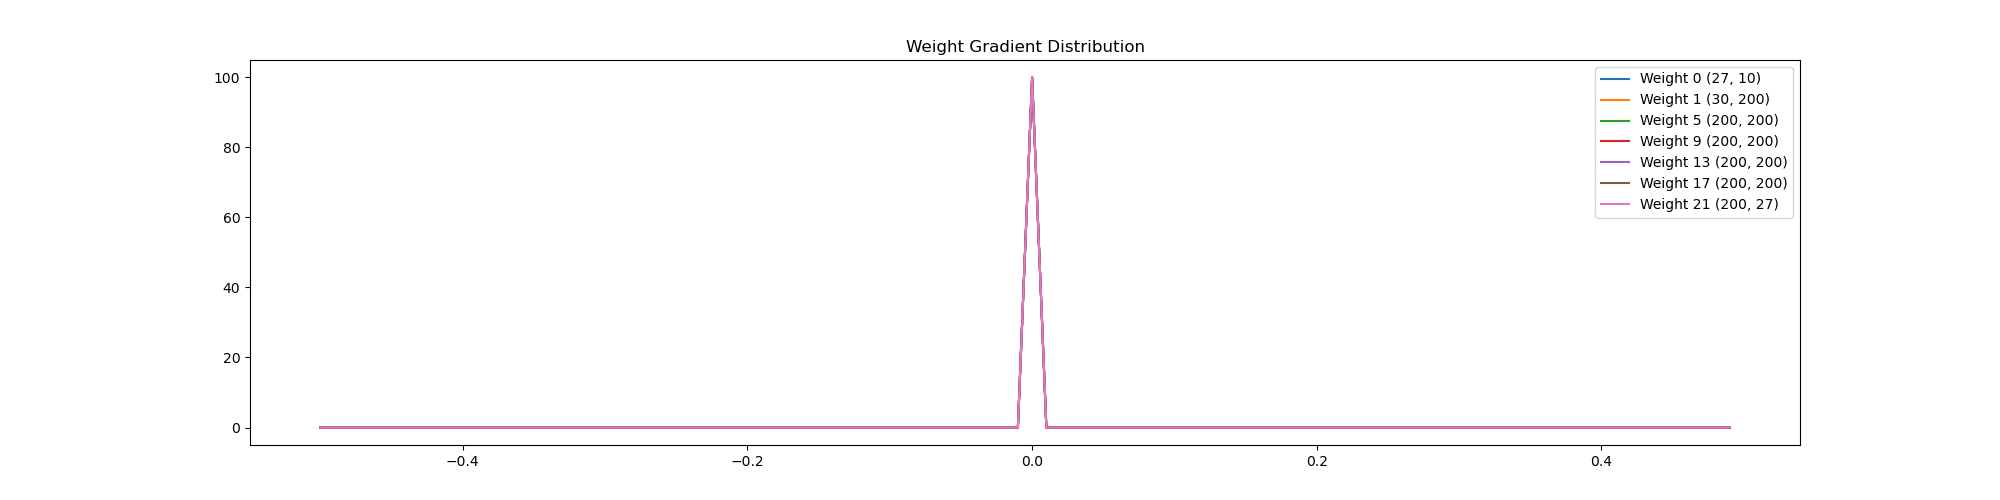 Weight Gradient Distribution
100
80
60
40
20
0
−0.4
−0.2
0.0
0.2
0.4
Weight 0 (27, 10)
Weight 1 (30, 200)
Weight 5 (200, 200)
Weight 9 (200, 200)
Weight 13 (200, 200)
Weight 17 (200, 200)
Weight 21 (200, 27)